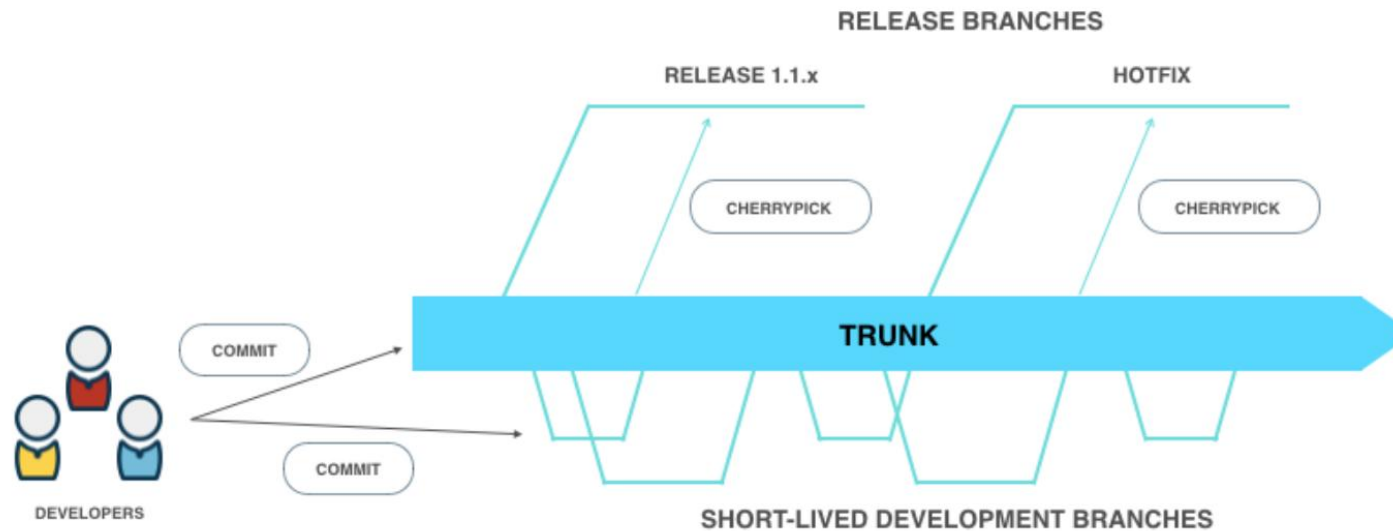 RELEASE BRANCHES
RELEASE 1.1.x
HOTFIX
CHERRYPICK
CHERRYPICK
TRUNK
COMMIT
COMMIT
DEVELOPERS
SHORT-LIVED DEVELOPMENT BRANCHES